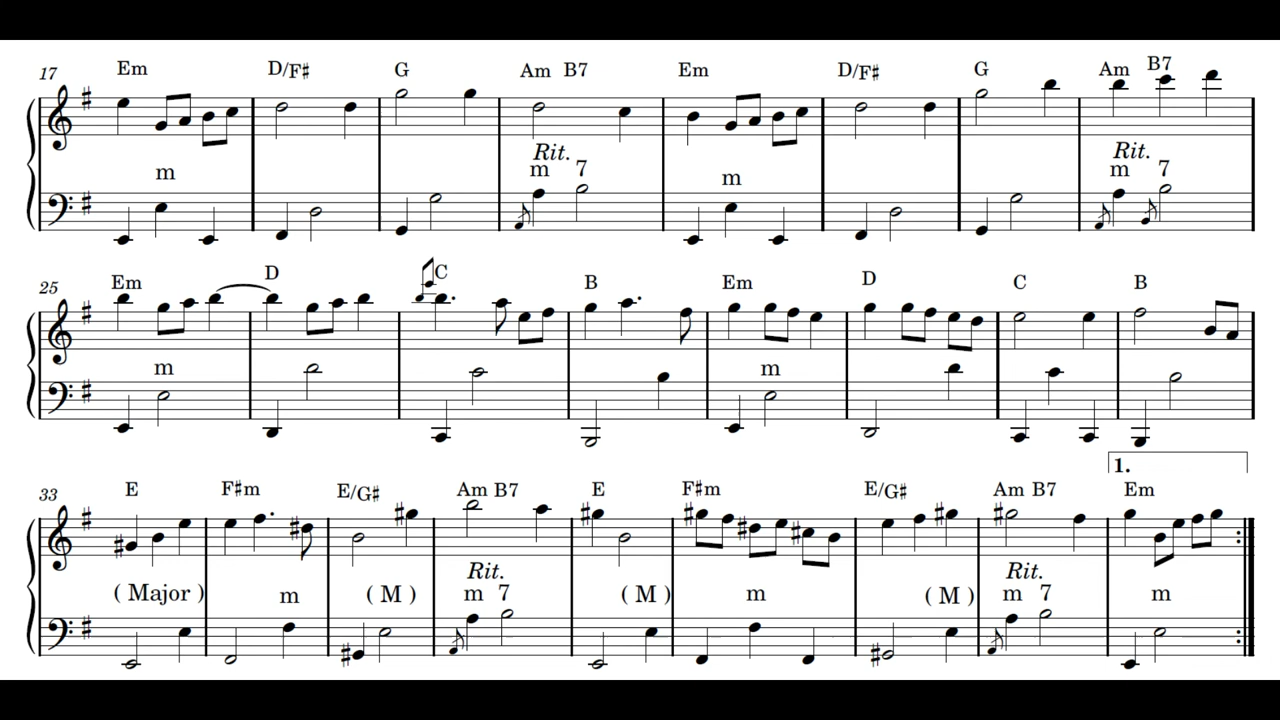 17 Em D/F♯ G Am B7 Em D/F♯ G Am B7
Rit. Rit.
m m 7 m m 7
25 Em D C B Em D C B
m m
1.
33 E F♯m E/G♯ Am B7 E F♯m E/G♯ Am B7 Em
Rit. Rit.
( Major ) m ( M ) m 7 ( M ) m ( M ) m 7 m